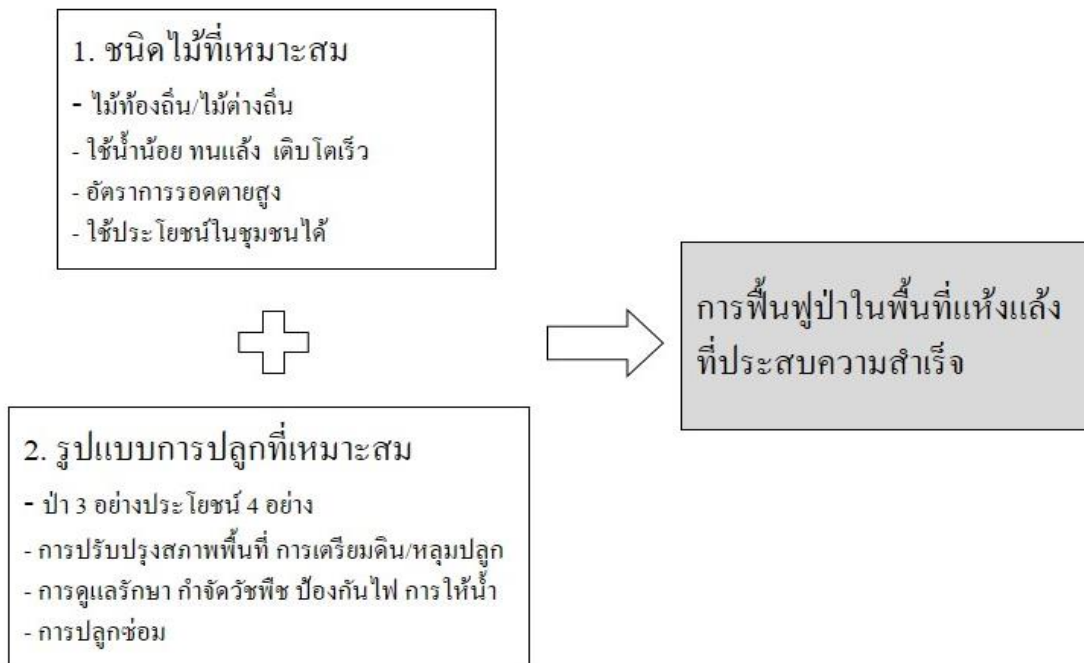 1. ชนิดไม้ที่เหมาะสม
- ไม้ท้องถิ่น/ไม้ต่างถิ่น
- ใช้น้ำน้อย ทนแล้ง เติบโตเร็ว
- อัตราการรอดตายสูง
- ใช้ประโยชน์ในชุมชนได้
การฟื้นฟูป่าในพื้นที่แห้งแล้ง
ที่ประสบความสำเร็จ
2. รูปแบบการปลูกที่เหมาะสม
- ป่า 3 อย่างประโยชน์ 4 อย่าง
- การปรับปรุงสภาพพื้นที่ การเตรียมดิน/หลุมปลูก
- การดูแลรักษา กำจัดวัชพืช ป้องกันไฟ การให้น้ำ
- การปลูกซ่อม